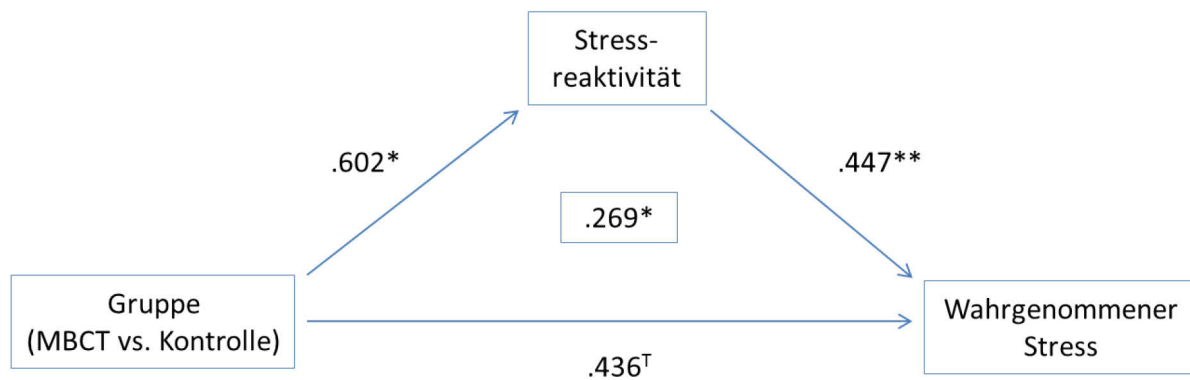 Stress-
reaktivität
.602*
.447**
.269*
Gruppe
(MBCT vs. Kontrolle)
Wahrgenommener
Stress
.436ᵀ